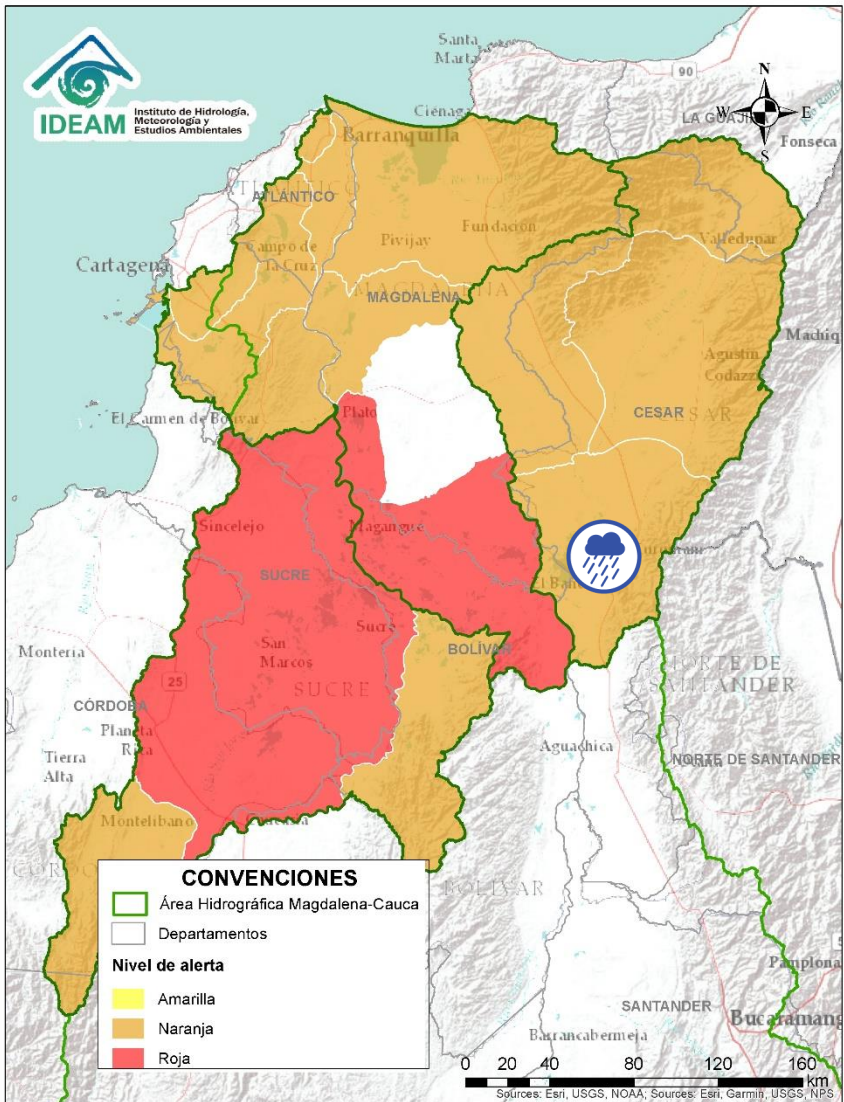 IDEAM
Instituto de Hidrología,
Meteorología y
Estudios Ambientales
Santa
Marta
90
N
W
E
S
Ciénaga
LA GUAJI
Fonseca
Barranquilla
ATLÁNTICO
Fundación
Valledupar
Pivijay
Campo de
la Cruz
Cartagena
MAGDALENA
Machiq
Agustín
Codazzi
CESAR
El Carmen de Bolívar
Plato
Sincelejo
Magangué
SUCRE
El Banco
Montería
San
Marcos
Sucre
SUCRE
BOLÍVAR
NORTE DE
SANTANDER
25
CÓRDOBA
Planeta
Rica
Tierra
Alta
Aguachica
NORTE DE SANTANDER
Montelíbano
Caucasia
BOLÍVAR
CONVENCIONES
Área Hidrográfica Magdalena-Cauca
Departamentos
Nivel de alerta
Amarilla
Naranja
Roja
Pamplona
SANTANDER
Bucaramang
Barrancabermeja
0 20 40 80 120 160
km
Sources: Esri, USGS, NOAA; Sources: Esri, Garmin, USGS, NPS